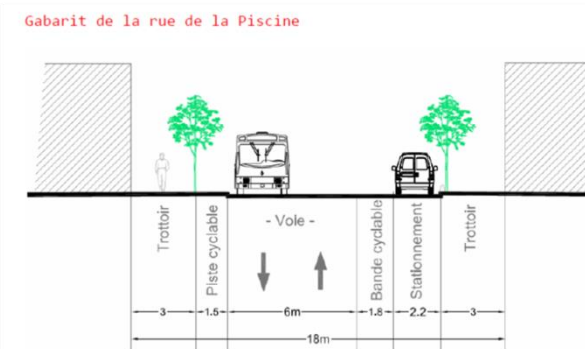 Gabarit de la rue de la Piscine
Trottoir
Piste cyclable
- Voie -
Bande cyclable
Stationnement
Trottoir
3
1.5
6m
1.8
2.2
3
18m